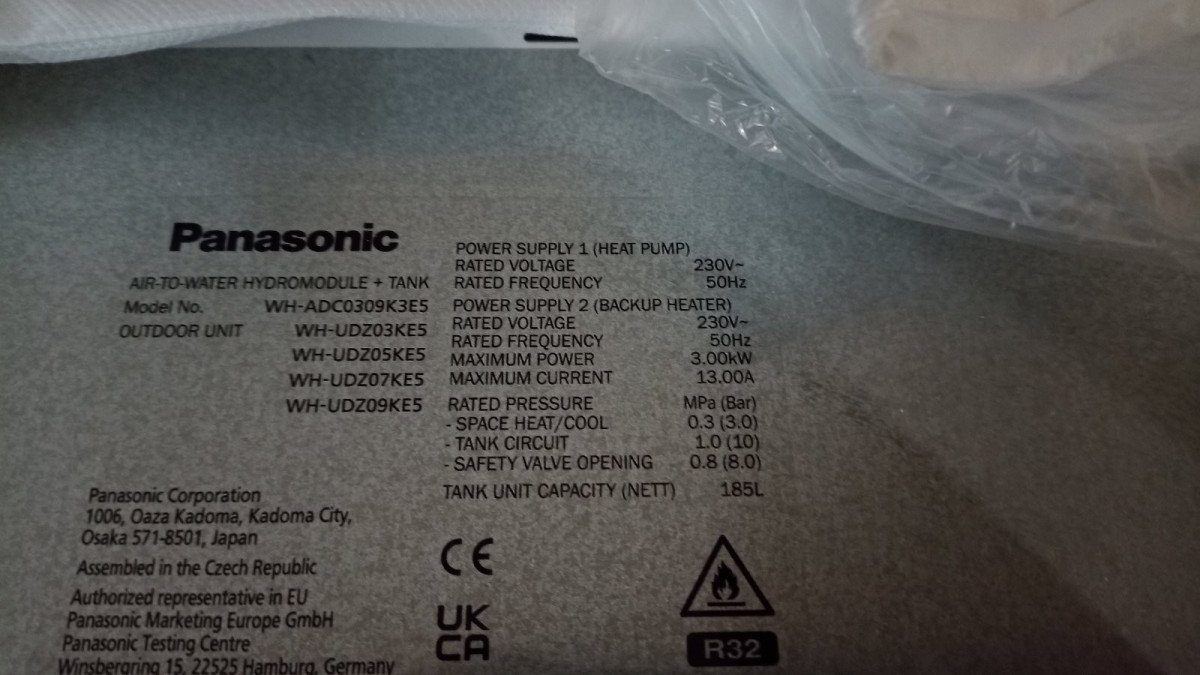 Panasonic
AIR-TO-WATER HYDROMODULE + TANK
Model No. WH-ADC0309K3E5
OUTDOOR UNIT WH-UDZ03KE5
WH-UDZ05KE5
WH-UDZ07KE5
WH-UDZ09KE5
POWER SUPPLY 1 (HEAT PUMP)
RATED VOLTAGE 230V~
RATED FREQUENCY 50Hz
POWER SUPPLY 2 (BACKUP HEATER)
RATED VOLTAGE 230V~
RATED FREQUENCY 50Hz
MAXIMUM POWER 3.00kW
MAXIMUM CURRENT 13.00A
RATED PRESSURE MPa (Bar)
- SPACE HEAT/COOL 0.3 (3.0)
- TANK CIRCUIT 1.0 (10)
- SAFETY VALVE OPENING 0.8 (8.0)
TANK UNIT CAPACITY (NETT) 185L
Panasonic Corporation
1006, Oaza Kadoma, Kadoma City,
Osaka 571-8501, Japan
Assembled in the Czech Republic
Authorized representative in EU
Panasonic Marketing Europe GmbH
Panasonic Testing Centre
Winsbergring 15, 22525 Hamburg, Germany
CE
UK
CA
R32